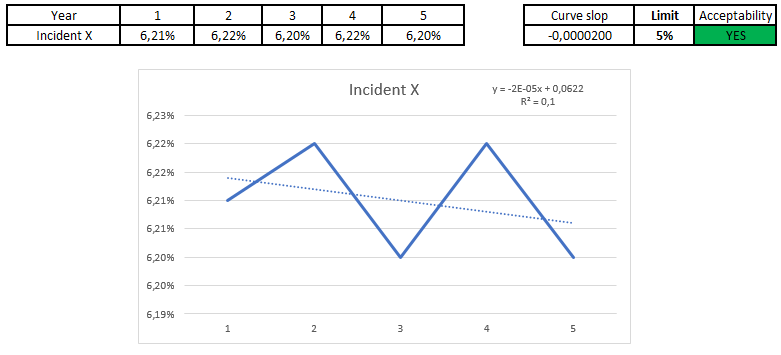 Year 1 2 3 4 5
Incident X 6,21% 6,22% 6,20% 6,22% 6,20%
Curve slop Limit Acceptability
-0,0000200 5% YES
Incident X
y = -2E-05x + 0,0622
R² = 0,1
6,23%
6,22%
6,22%
6,21%
6,21%
6,20%
6,20%
6,19%
1 2 3 4 5